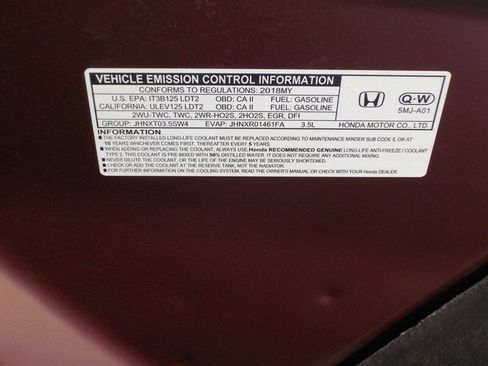 VEHICLE EMISSION CONTROL INFORMATION
CONFORMS TO REGULATIONS: 2018MY
U.S. EPA: IT3B125 LDT2 OBD: CA II FUEL: GASOLINE
CALIFORNIA: ULEV125 LDT2 OBD: CA II FUEL: GASOLINE
2WU-TWC, TWC, 2WR-HO2S, 2HO2S, EGR, DFI
GROUP: JHNXT03.5SW4 EVAP: JHNXR01461FA 3.5L
Q-W
5MJ-A01
HONDA MOTOR CO., LTD.
INFORMATION
■ THE FACTORY INSTALLED LONG-LIFE COOLANT MUST BE REPLACED ACCORDING TO MAINTENANCE MINDER SUB CODE 5, OR AT
10 YEARS WHICHEVER COMES FIRST, THEREAFTER EVERY 5 YEARS.
■ WHEN ADDING OR REPLACING THE COOLANT, ALWAYS USE Honda RECOMMENDED GENUINE LONG-LIFE ANTI-FREEZE / COOLANT
TYPE 2. THIS COOLANT IS PRE-MIXED WITH 50% DISTILLED WATER. IT DOES NOT REQUIRE ANY ADDITIONAL MIXING.
■ NEVER DILUTE THE COOLANT, OR THE LIFE OF THE ENGINE MAY BE SERIOUSLY SHORTENED.
■ CHECK RESERVE TANK COOLANT LEVEL, NOT THE RADIATOR.
■ FOR FURTHER INFORMATION ON THE COOLING SYSTEM, READ THE OWNER'S MANUAL OR CHECK WITH YOUR Honda DEALER.